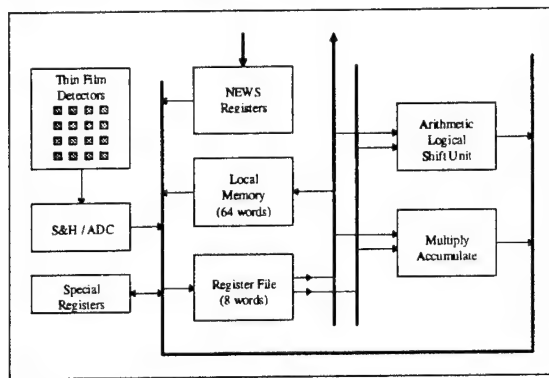 Thin Film
Detectors
S&H / ADC
Special
Registers
NEWS
Registers
Local
Memory
(64 words)
Register File
(8 words)
Arithmetic
Logical
Shift Unit
Multiply
Accumulate